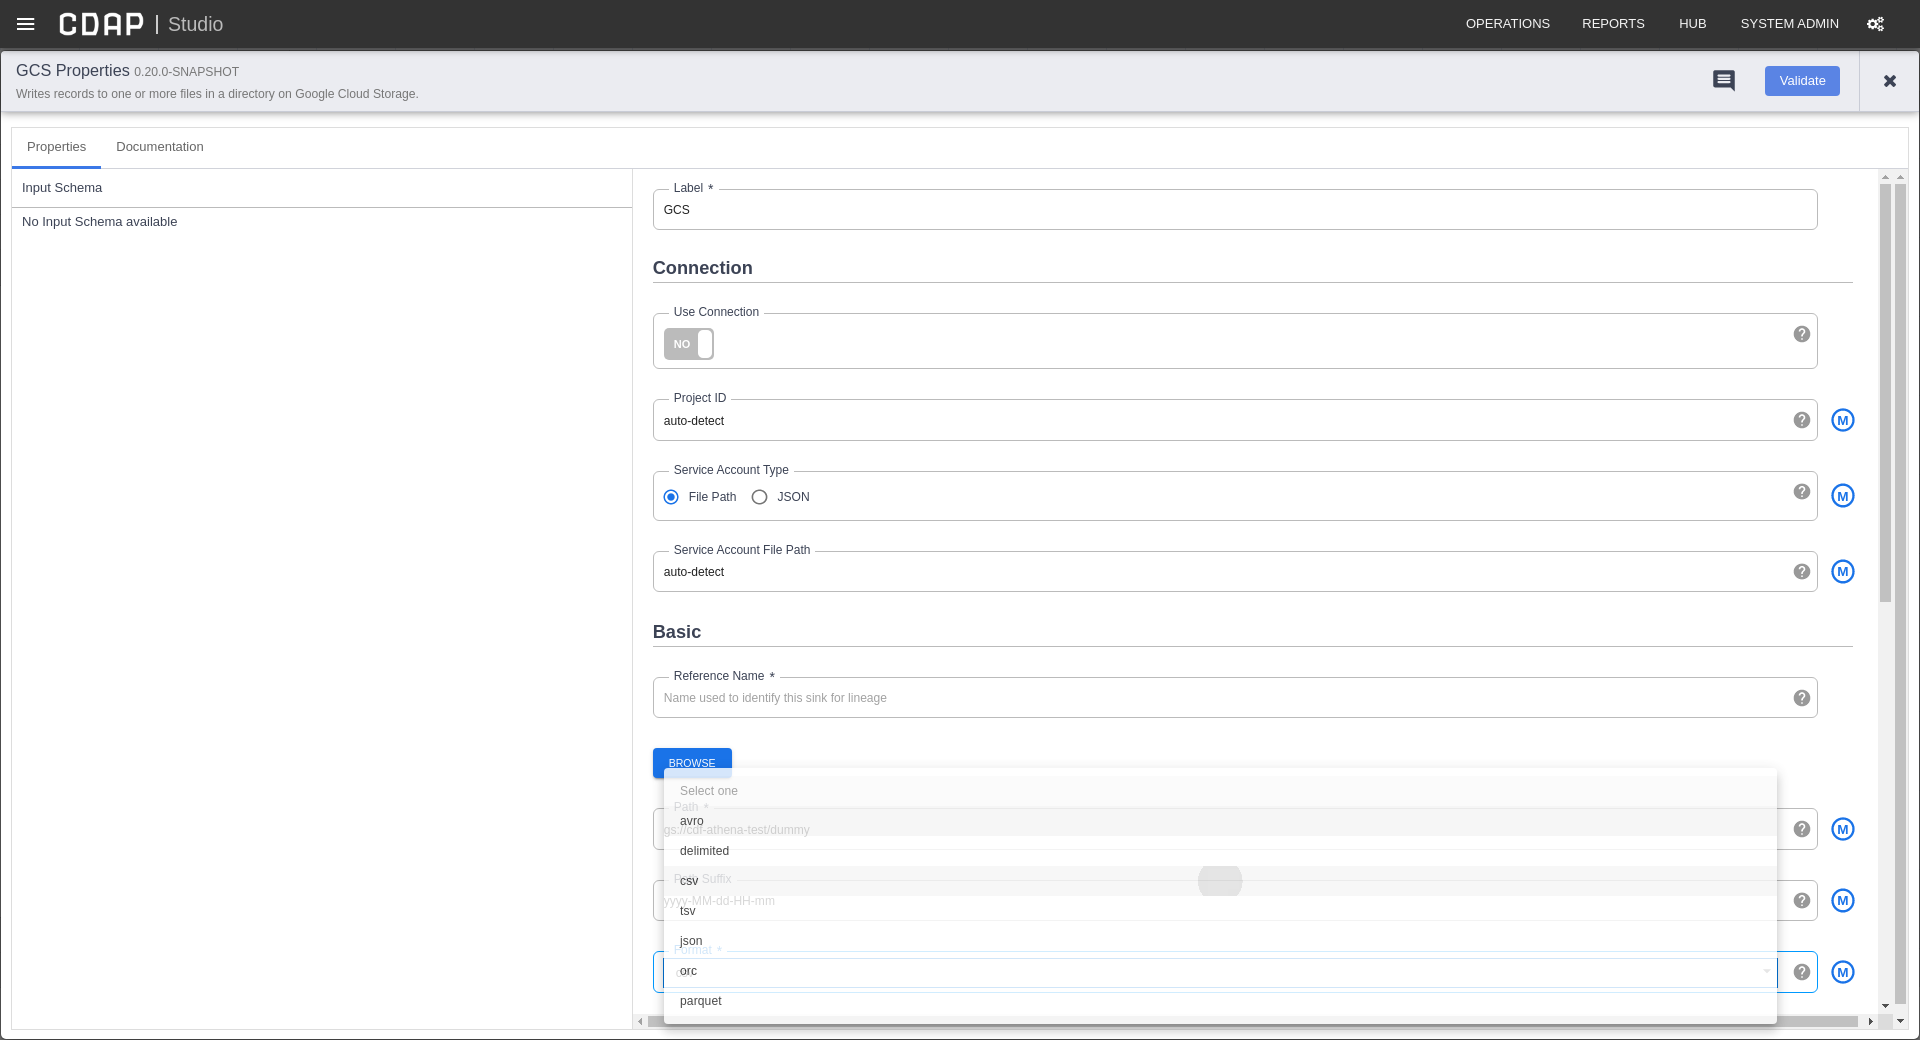 CDAP | Studio
OPERATIONS REPORTS HUB SYSTEM ADMIN
GCS Properties 0.20.0-SNAPSHOT
Writes records to one or more files in a directory on Google Cloud Storage.
Validate
Properties Documentation
Input Schema
No Input Schema available
Label *
GCS
Connection
Use Connection
NO
Project ID
auto-detect
M
Service Account Type
File Path JSON
M
Service Account File Path
auto-detect
M
Basic
Reference Name *
Name used to identify this sink for lineage
BROWSE
Select one
Path *
avro
gs://cdf-athena-test/dummy
M
delimited
Path Suffix
csv
yyyy-MM-dd-HH-mm
M
tsv
json
Format *
orc
M
parquet